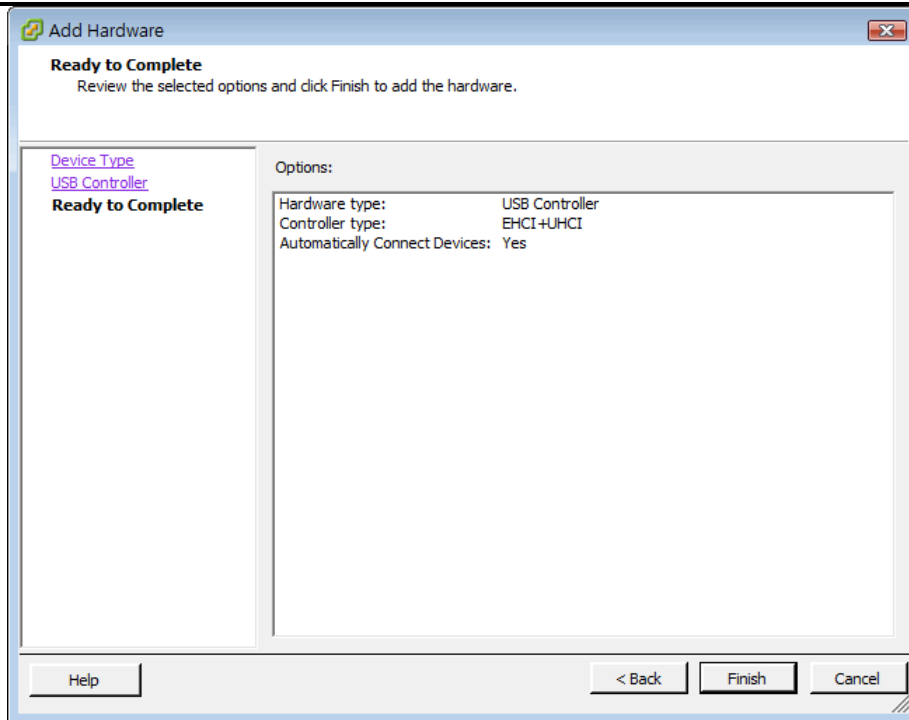 Add Hardware
Ready to Complete
Review the selected options and click Finish to add the hardware.
Device Type
USB Controller
Ready to Complete
Options:
Hardware type: USB Controller
Controller type: EHCI+UHCI
Automatically Connect Devices: Yes
Help
< Back
Finish
Cancel